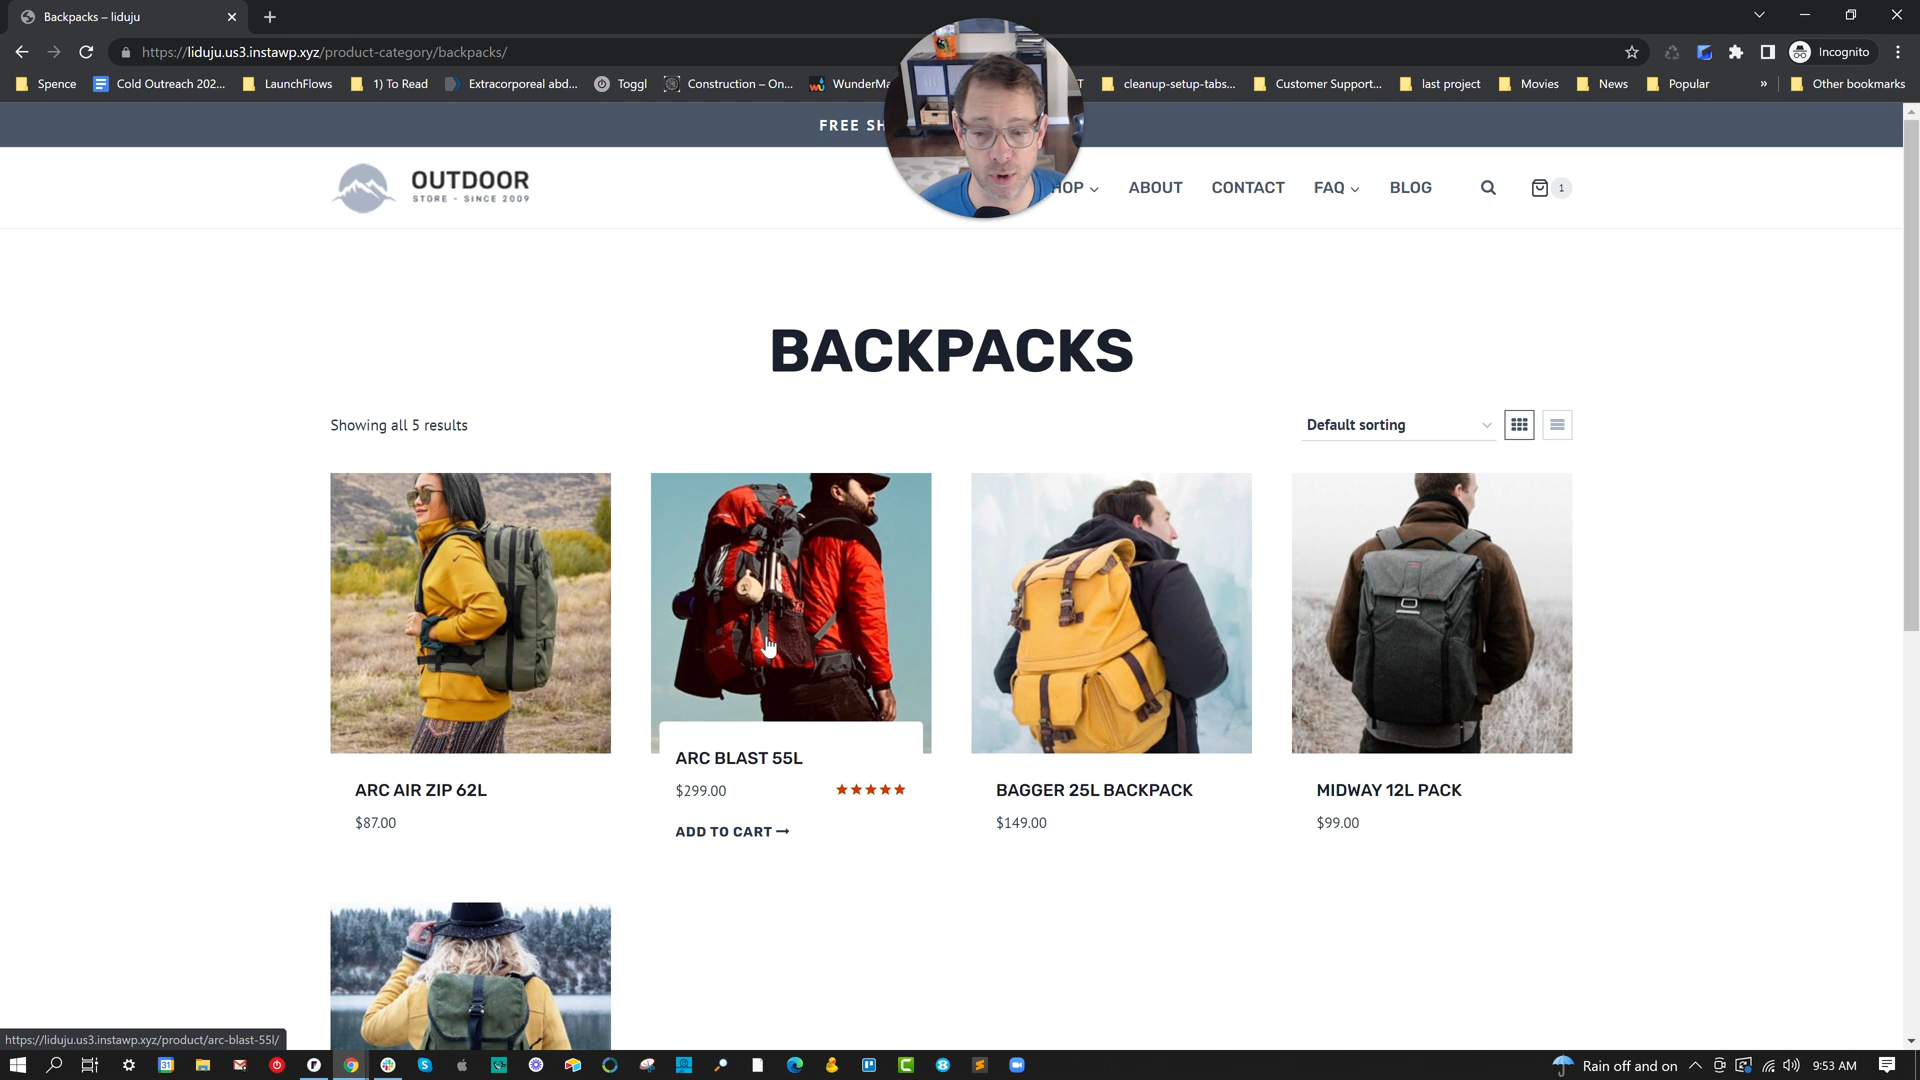 Backpacks – liduju
https://liduju.us3.instawp.xyz/product-category/backpacks/
Incognito
Spence
Cold Outreach 202...
LaunchFlows
1) To Read
Extracorporeal abd...
Toggl
Construction – On...
WunderMa
T
cleanup-setup-tabs...
Customer Support...
last project
Movies
News
Popular
»
Other bookmarks
FREE SH
OUTDOOR
STORE - SINCE 2009
HOP
ABOUT
CONTACT
FAQ
BLOG
1
BACKPACKS
Showing all 5 results
Default sorting
ARC AIR ZIP 62L
$87.00
ARC BLAST 55L
$299.00
ADD TO CART
BAGGER 25L BACKPACK
$149.00
MIDWAY 12L PACK
$99.00
https://liduju.us3.instawp.xyz/product/arc-blast-55l/
Rain off and on
9:53 AM